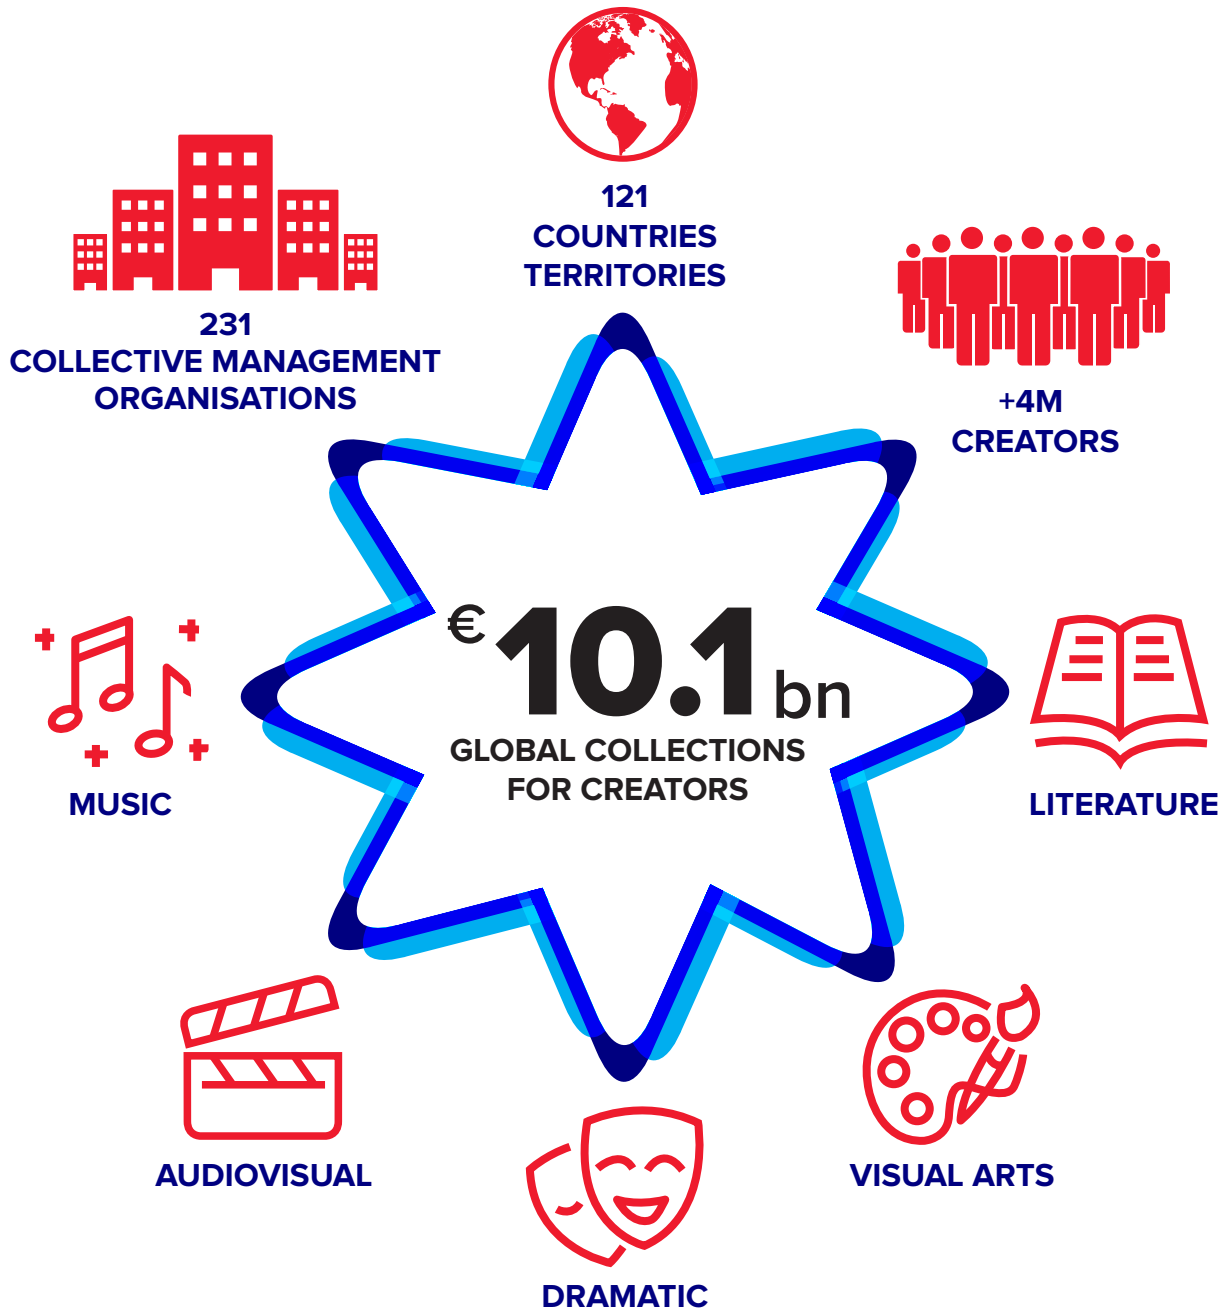 121
COUNTRIES
TERRITORIES
231
COLLECTIVE MANAGEMENT
ORGANISATIONS
+4M
CREATORS
€10.1bn
GLOBAL COLLECTIONS
FOR CREATORS
MUSIC
LITERATURE
AUDIOVISUAL
VISUAL ARTS
DRAMATIC